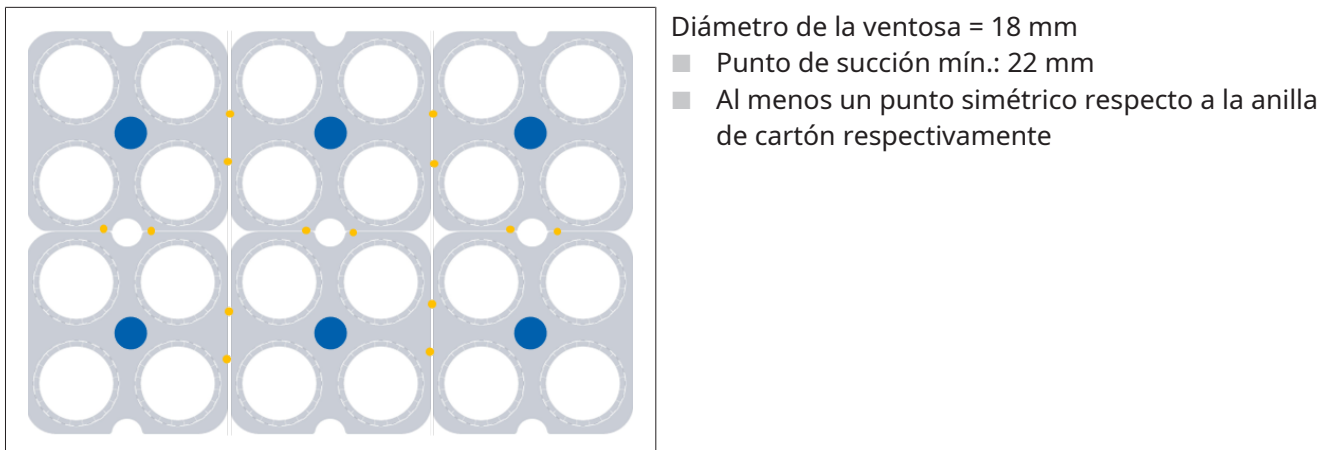 Diámetro de la ventosa = 18 mm
Punto de succión mín.: 22 mm
Al menos un punto simétrico respecto a la anilla
de cartón respectivamente